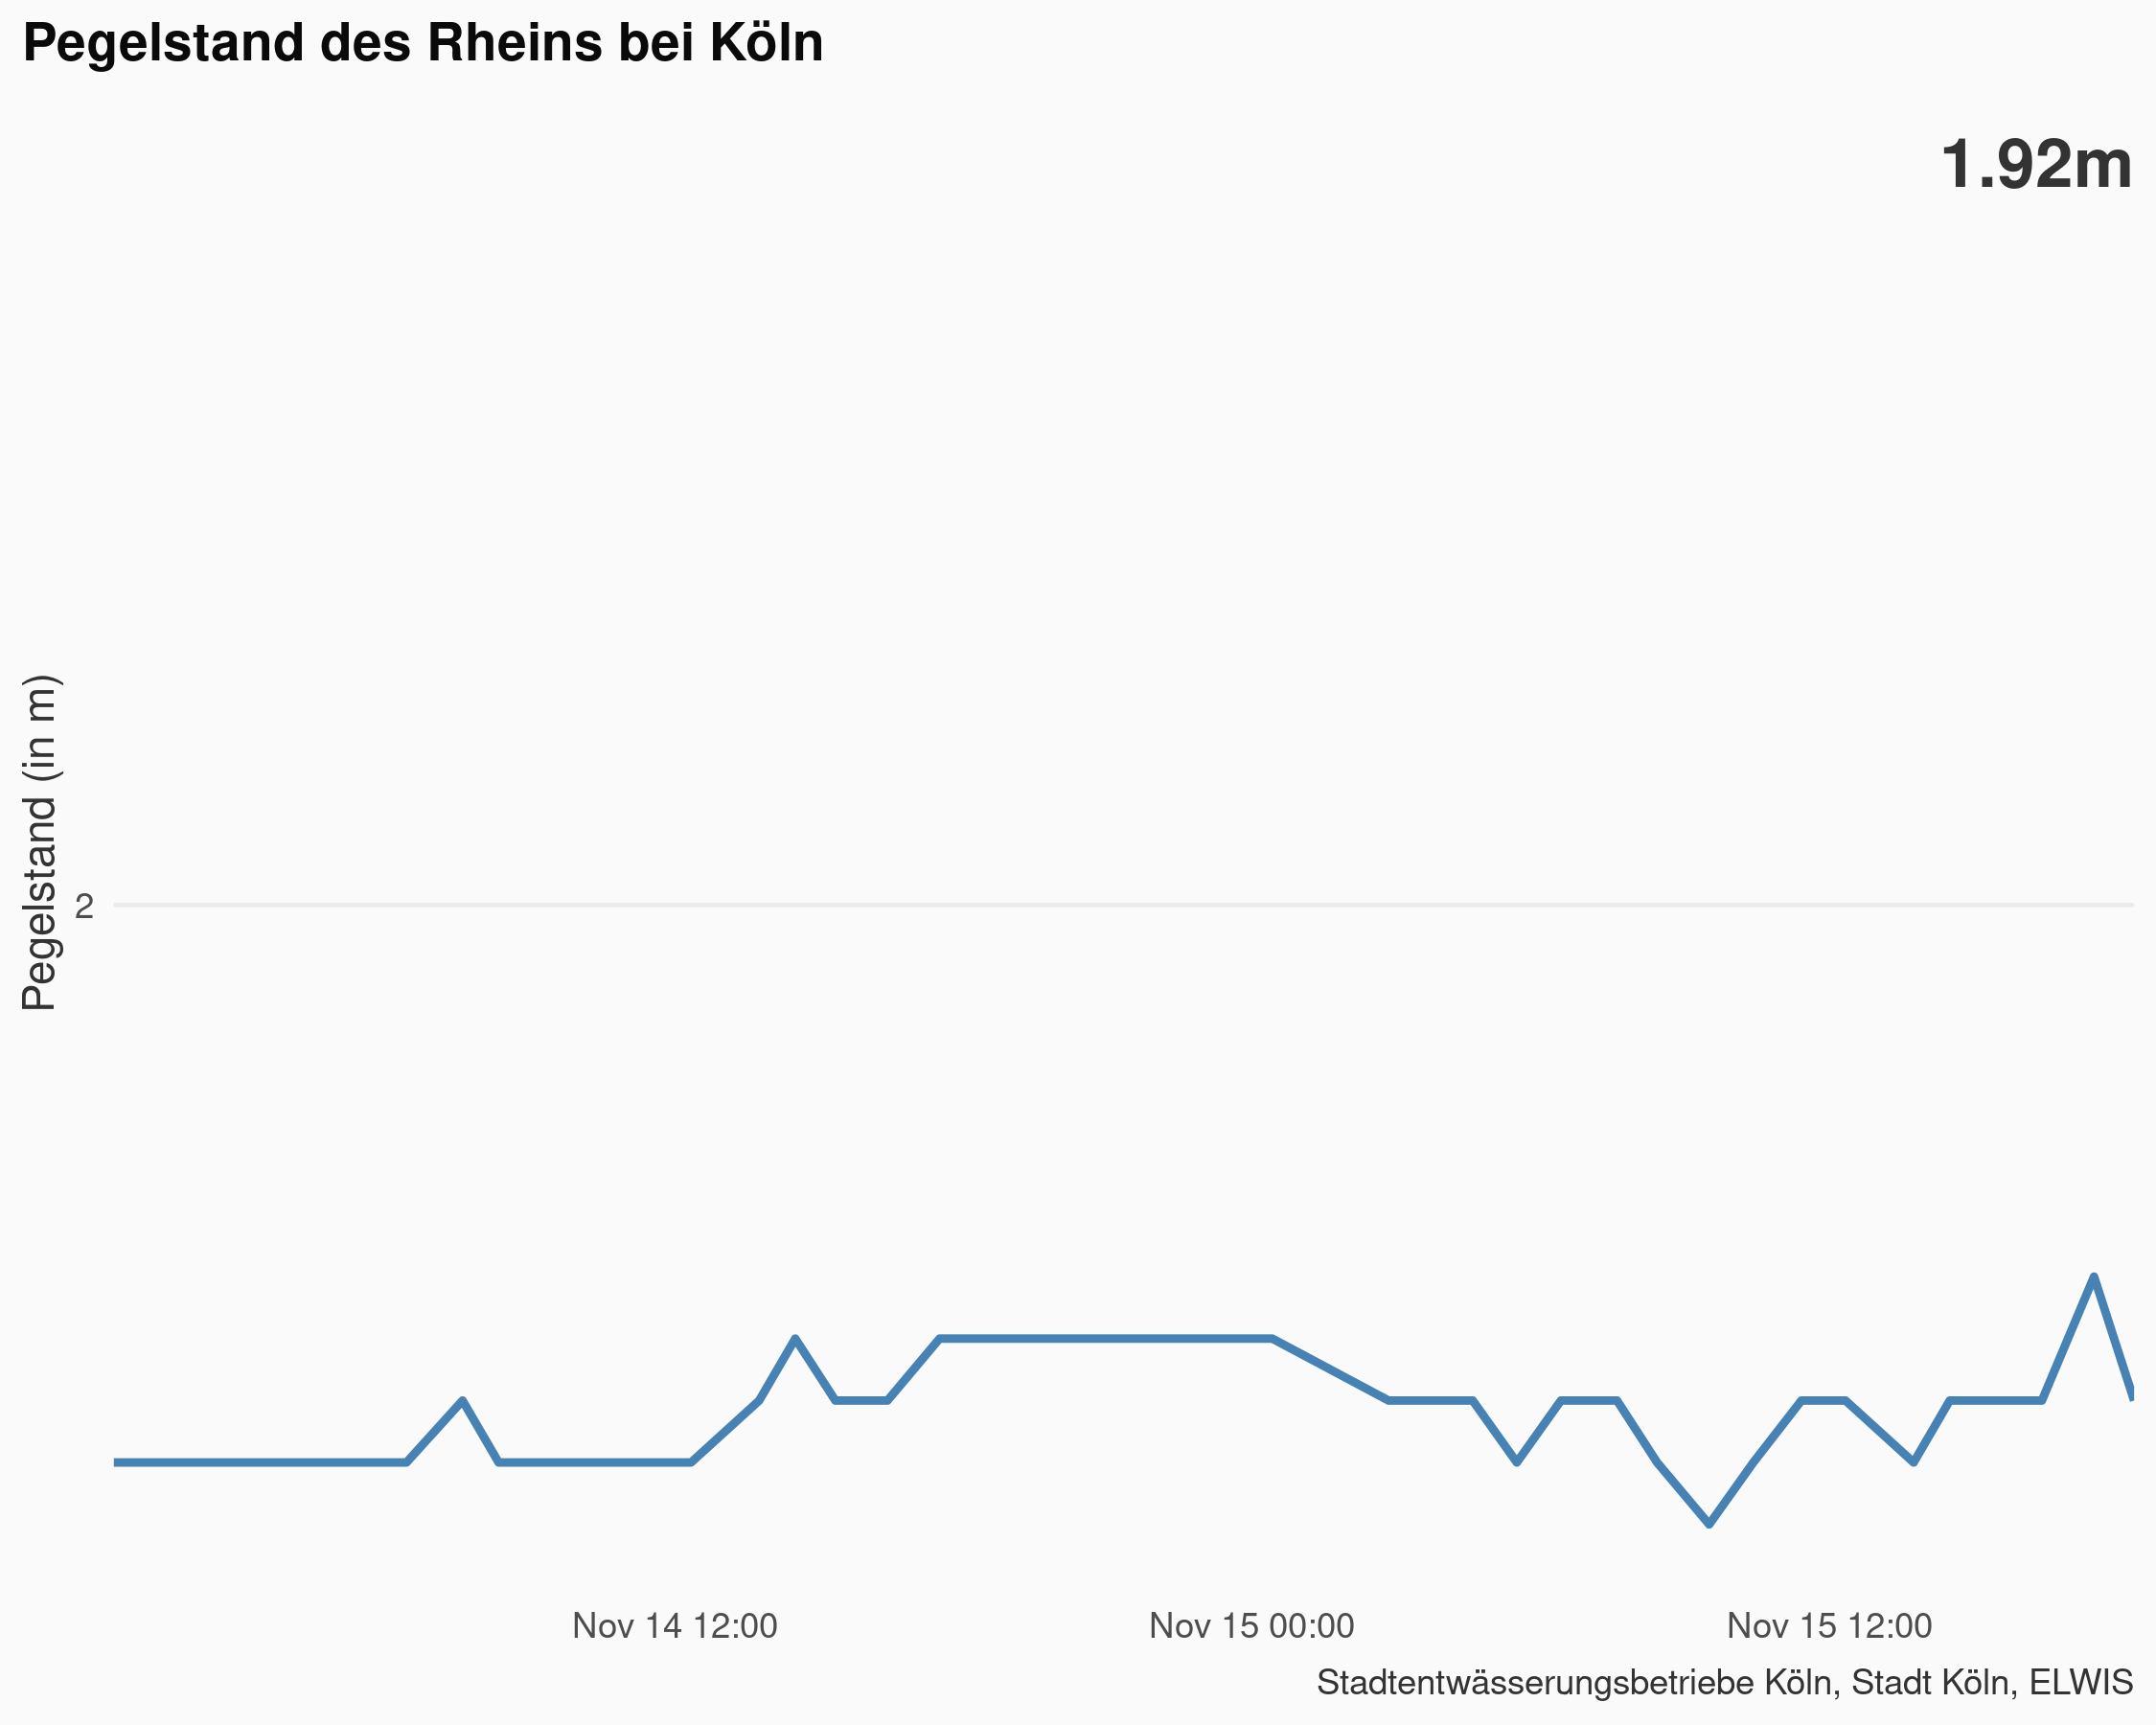 Pegelstand des Rheins bei Köln
1.92m
Pegelstand (in m)
2
Nov 14 12:00
Nov 15 00:00
Nov 15 12:00
Stadtentwässerungsbetriebe Köln, Stadt Köln, ELWIS